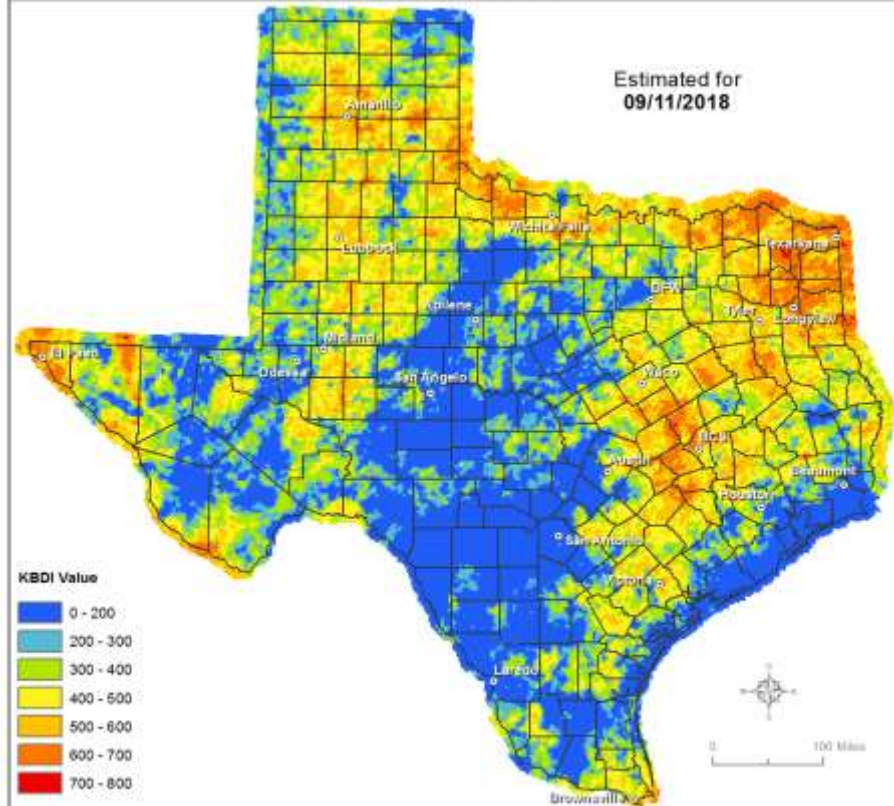 Estimated for
09/11/2018
Amarillo
Wichita Falls
Lubbock
Texarkana
DFW
Abilene
Tyler
Longview
El Paso
Midland
Odessa
Waco
San Angelo
BCS
Austin
Beaumont
Houston
San Antonio
Victoria
KBDI Value
0 - 200
200 - 300
300 - 400
400 - 500
500 - 600
600 - 700
700 - 800
Laredo
0 100 Miles
Brownsville